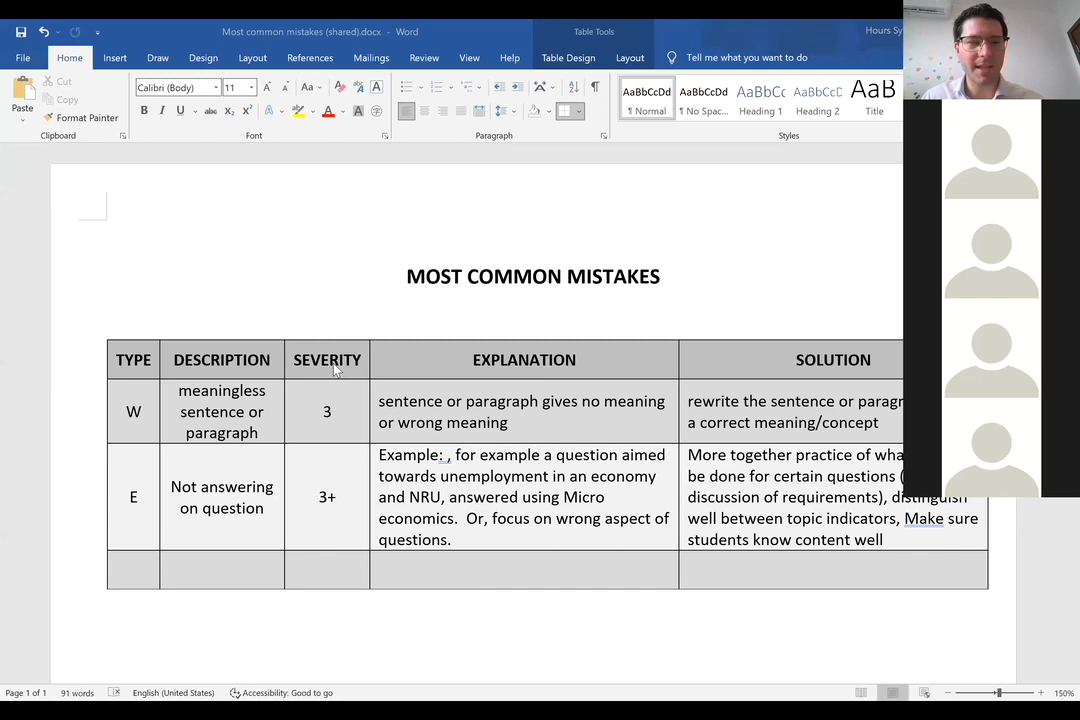 Most common mistakes (shared).docx - Word
Table Tools
Hours Sy
File Home Insert Draw Design Layout References Mailings Review View Help Table Design Layout Tell me what you want to do
Paste
Cut
Copy
Format Painter
Calibri (Body) 11
AaBbCcDd AaBbCcDd AaBbCc AaBbCcD AaB
¶ Normal ¶ No Spac... Heading 1 Heading 2 Title
Clipboard Font Paragraph Styles
MOST COMMON MISTAKES
TYPE DESCRIPTION SEVERITY EXPLANATION SOLUTION
W
meaningless
sentence or
paragraph
3
sentence or paragraph gives no meaning
or wrong meaning
rewrite the sentence or paragr
a correct meaning/concept
E
Not answering
on question
3+
Example: , for example a question aimed
towards unemployment in an economy
and NRU, answered using Micro
economics. Or, focus on wrong aspect of
questions.
More together practice of wha
be done for certain questions (
discussion of requirements), distinguish
well between topic indicators, Make sure
students know content well
Page 1 of 1 91 words English (United States) Accessibility: Good to go 150%